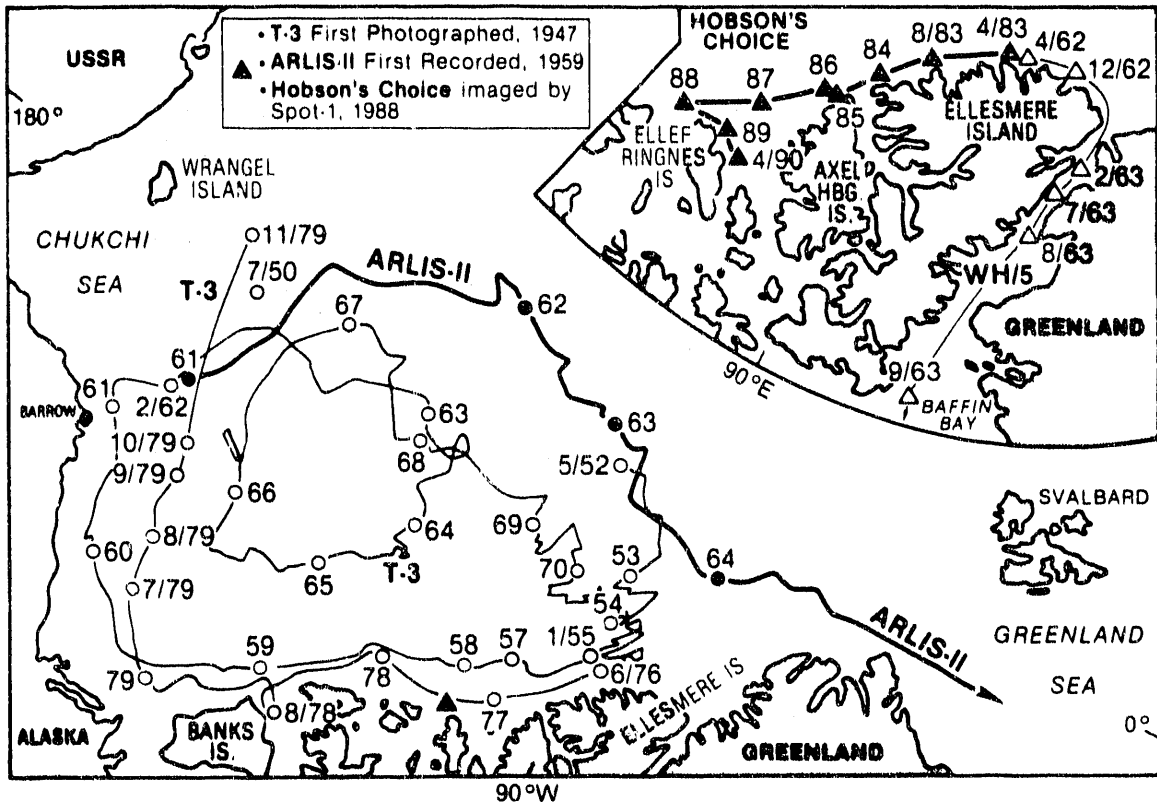 USSR
180°
• T-3 First Photographed, 1947
• ARLIS-II First Recorded, 1959
• Hobson's Choice imaged by
Spot-1, 1988
HOBSON'S
CHOICE
88
87
86
85
84
8/83
4/83
4/62
12/62
89
4/90
ELLEF
RINGNES
IS
AXEL
HBG.
IS.
ELLESMERE
ISLAND
2/63
7/63
8/63
WH/5
GREENLAND
9/63
BAFFIN
BAY
90°E
WRANGEL
ISLAND
CHUKCHI
SEA
11/79
7/50
T-3
ARLIS-II
67
62
61
61
2/62
BARROW
10/79
9/79
63
68
63
5/52
66
8/79
60
7/79
64
69
65
T-3
70
53
64
SVALBARD
54
1/55
59
58
57
79
78
6/76
8/78
77
ARLIS-II
GREENLAND
SEA
0°
ALASKA
BANKS
IS.
ELLESMERE IS
GREENLAND
90°W